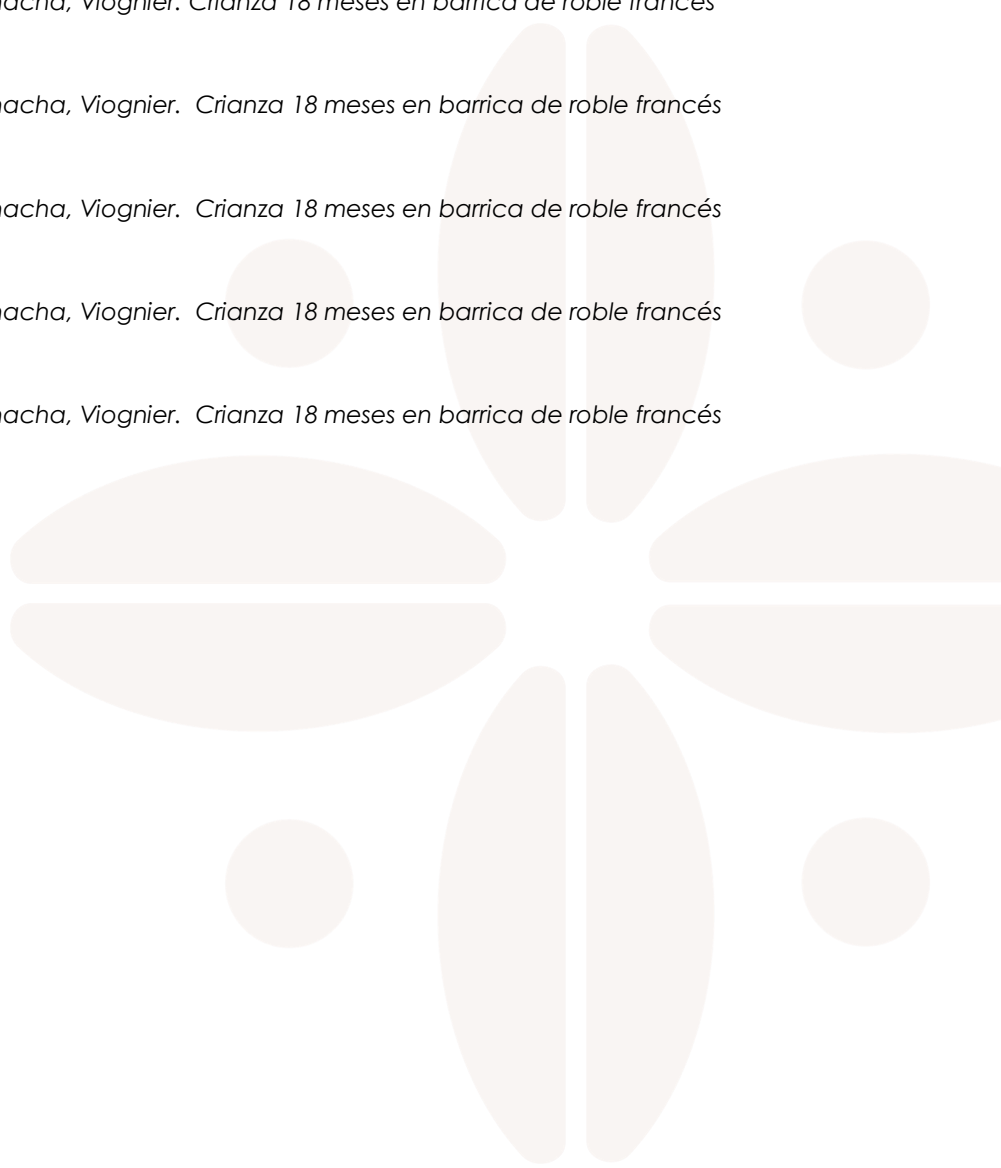 nacha, Viognier. Crianza 18 meses en barrica de roble francés
nacha, Viognier.  Crianza 18 meses en barrica de roble francés
nacha, Viognier.  Crianza 18 meses en barrica de roble francés
nacha, Viognier.  Crianza 18 meses en barrica de roble francés
nacha, Viognier.  Crianza 18 meses en barrica de roble francés